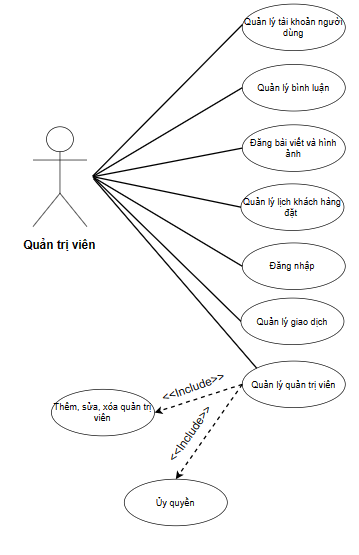 Quản lý tài khoản người
dùng
Quản lý bình luận
Đăng bài viết và hình
ảnh
Quản lý lịch khách hàng
đặt
Đăng nhập
Quản lý giao dịch
Quản lý quản trị viên
Quản trị viên
<<Include>>
Thêm, sửa, xóa quản trị
viên
<<Include>>
Ủy quyền